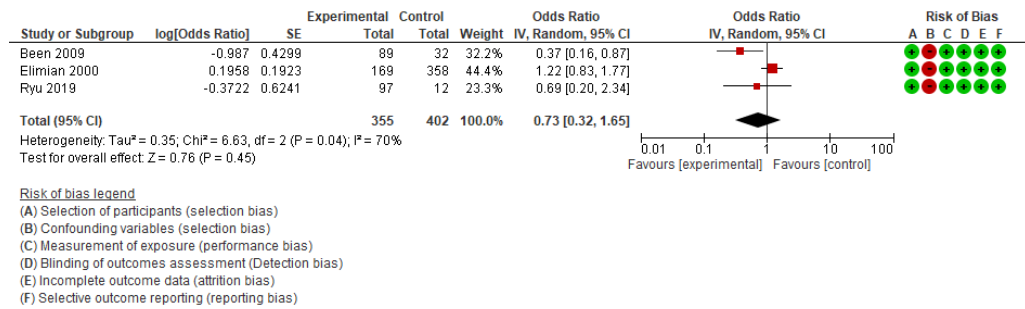 Experimental Control Odds Ratio Odds Ratio Risk of Bias
Study or Subgroup log[Odds Ratio] SE Total Total Weight IV, Random, 95% CI IV, Random, 95% CI A B C D E F
Been 2009 -0.987 0.4299 89 32 32.2% 0.37 [0.16, 0.87] + - + + + +
Elimian 2000 0.1958 0.1923 169 358 44.4% 1.22 [0.83, 1.77] + - + + + +
Ryu 2019 -0.3722 0.6241 97 12 23.3% 0.69 [0.20, 2.34] + - + + + +
Total (95% CI) 355 402 100.0% 0.73 [0.32, 1.65]
Heterogeneity: Tau² = 0.35; Chi² = 6.63, df = 2 (P = 0.04); I² = 70%
Test for overall effect: Z = 0.76 (P = 0.45)
0.01 0.1 1 10 100
Favours [experimental] Favours [control]
Risk of bias legend
(A) Selection of participants (selection bias)
(B) Confounding variables (selection bias)
(C) Measurement of exposure (performance bias)
(D) Blinding of outcomes assessment (Detection bias)
(E) Incomplete outcome data (attrition bias)
(F) Selective outcome reporting (reporting bias)